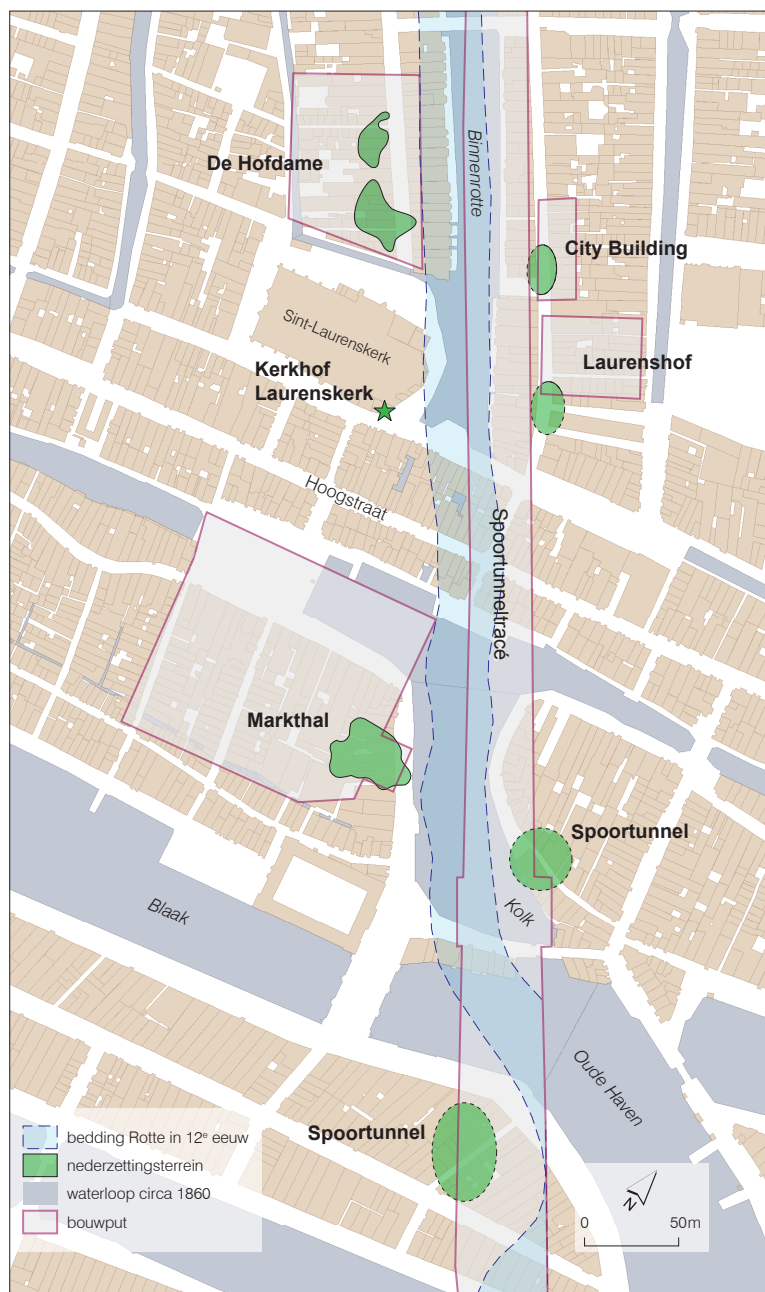 De Hofdame
Binnenrotte
City Building
Sint-Laurenskerk
Laurenshof
Kerkhof
Laurenskerk
Hoogstraat
Spoortunneltracé
Markthal
Spoortunnel
Blaak
Kolk
Oude Haven
Spoortunnel
bedding Rotte in 12e eeuw
nederzettingsterrein
waterloop circa 1860
bouwput
N
0 50m